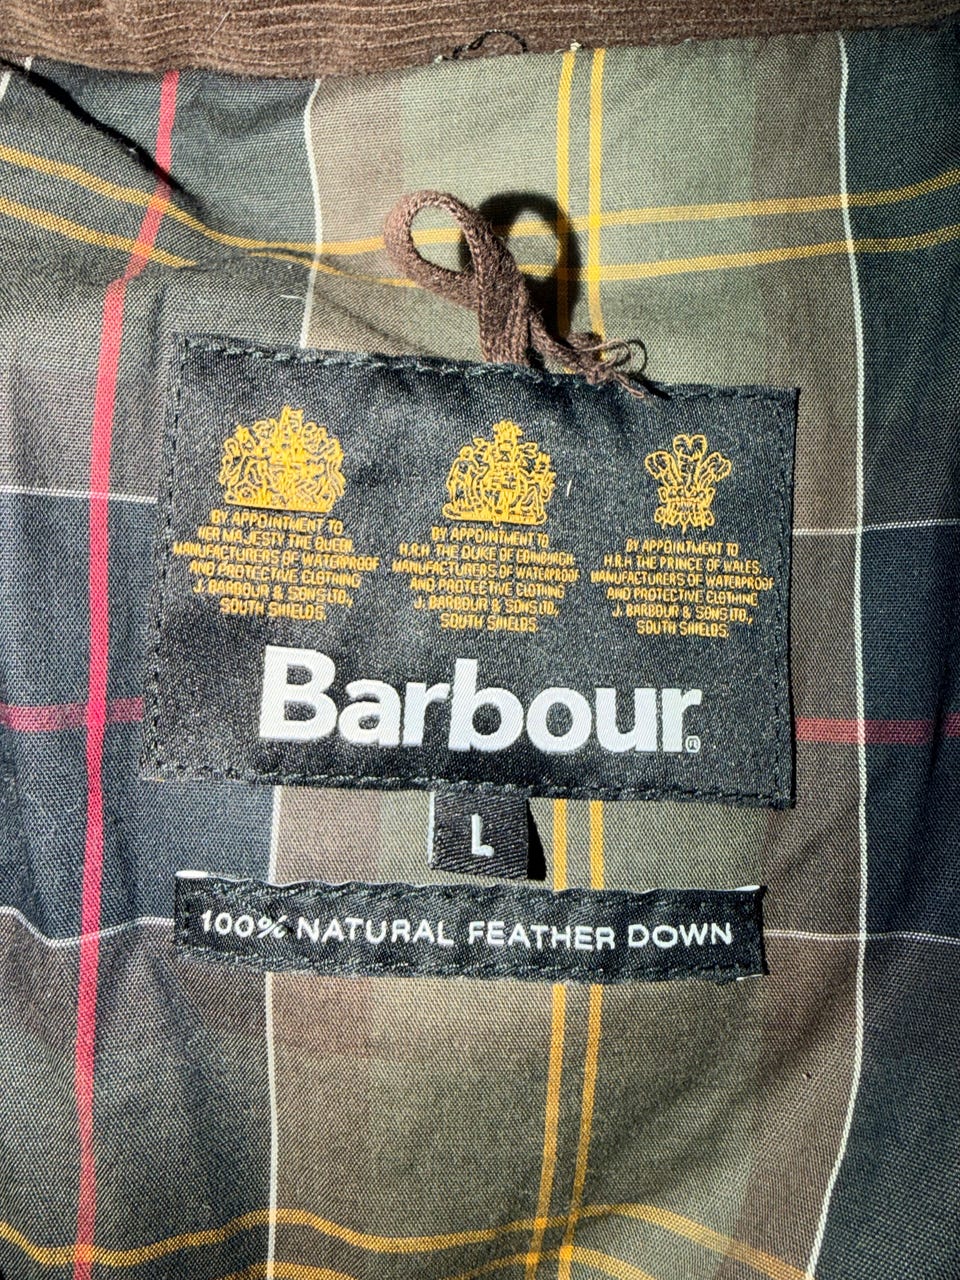 BY APPOINTMENT TO
HER MAJESTY THE QUEEN
MANUFACTURERS OF WATERPROOF
AND PROTECTIVE CLOTHING
J. BARBOUR & SONS LTD.,
SOUTH SHIELDS.
BY APPOINTMENT TO
H.R.H THE DUKE OF EDINBURGH
MANUFACTURERS OF WATERPROOF
AND PROTECTIVE CLOTHING
J. BARBOUR & SONS LTD.,
SOUTH SHIELDS.
BY APPOINTMENT TO
H.R.H THE PRINCE OF WALES.
MANUFACTURERS OF WATERPROOF
AND PROTECTIVE CLOTHING
J. BARBOUR & SONS LTD.,
SOUTH SHIELDS.
Barbour®
L
100% NATURAL FEATHER DOWN